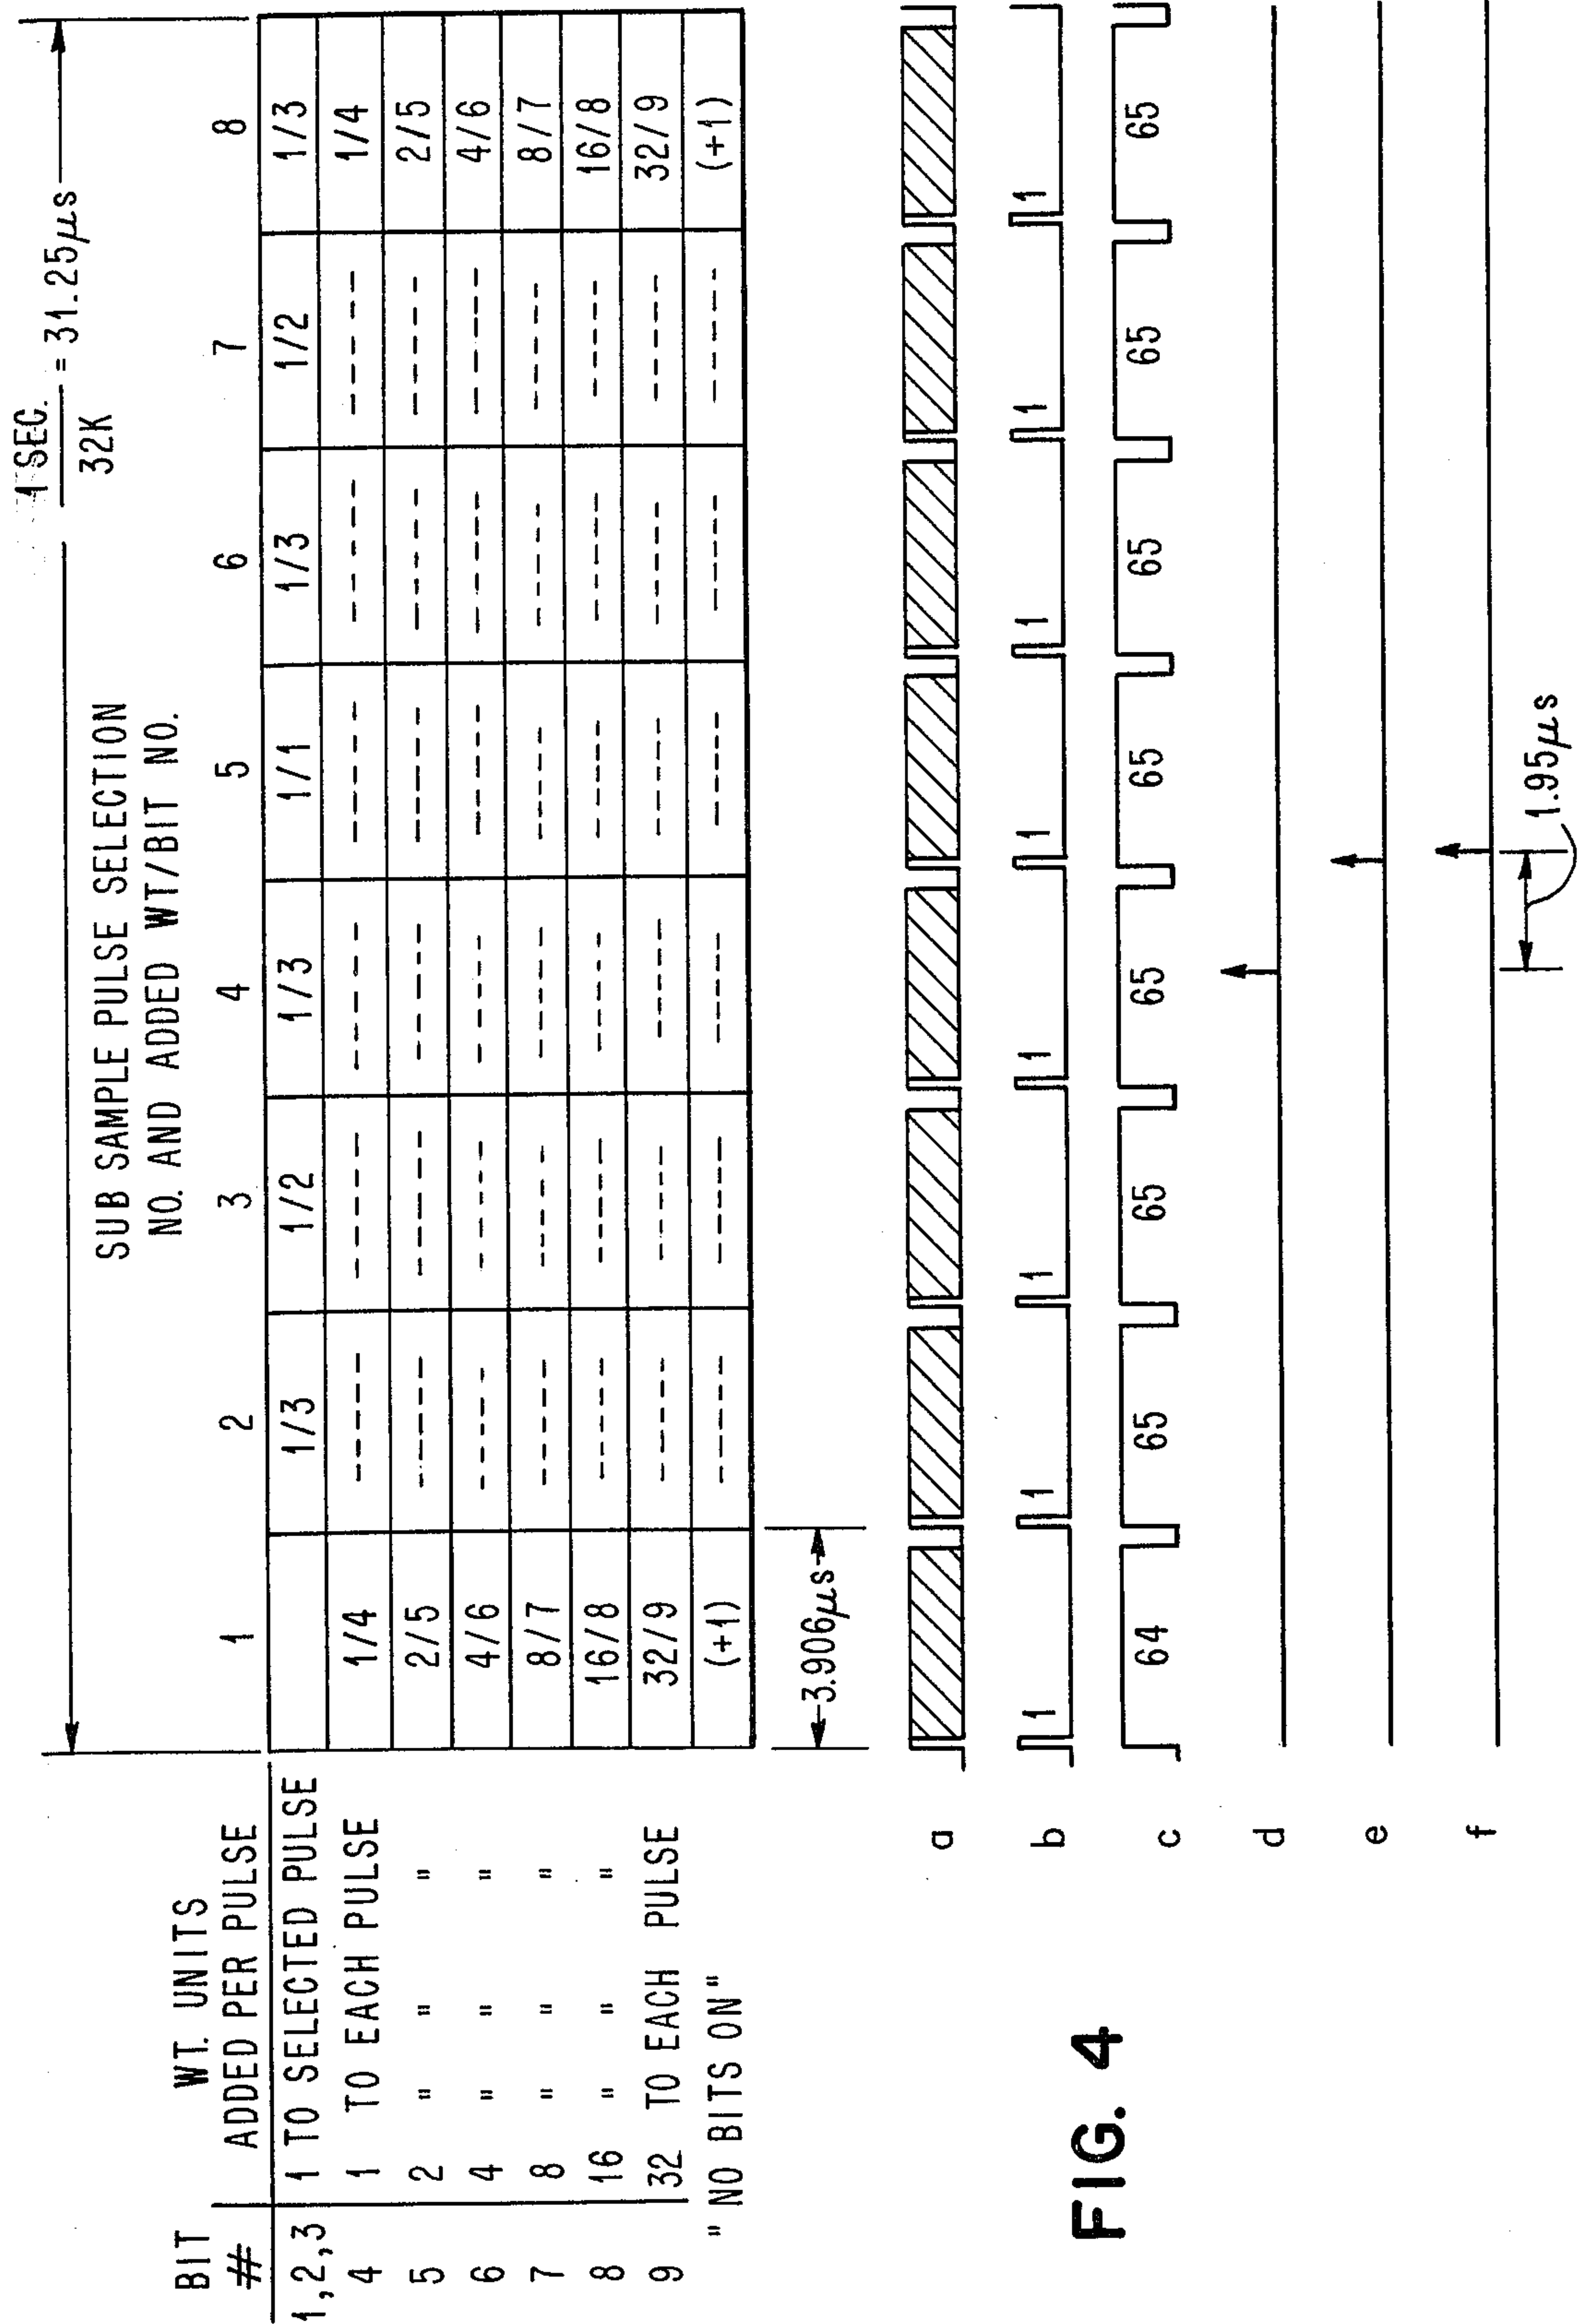 1 SEC. / 32K = 31.25μs
SUB SAMPLE PULSE SELECTION
NO. AND ADDED WT/BIT NO.
BIT # WT. UNITS ADDED PER PULSE
1 2 3 4 5 6 7 8
1,2,3 1 TO SELECTED PULSE 1/3 1/2 1/3 1/1 1/3 1/2 1/3
4 1 TO EACH PULSE 1/4 ----- ----- ----- ----- ----- ----- 1/4
5 2 " " " 2/5 ----- ----- ----- ----- ----- ----- 2/5
6 4 " " " 4/6 ----- ----- ----- ----- ----- ----- 4/6
7 8 " " " 8/7 ----- ----- ----- ----- ----- ----- 8/7
8 16 " " " 16/8 ----- ----- ----- ----- ----- ----- 16/8
9 32 TO EACH PULSE 32/9 ----- ----- ----- ----- ----- ----- 32/9
"NO BITS ON" (+1) ----- ----- ----- ----- ----- ----- (+1)
3.906μs
a
b 1 1 1 1 1 1 1 1
c 64 65 65 65 65 65 65 65
d
e
f
1.95μs
FIG. 4